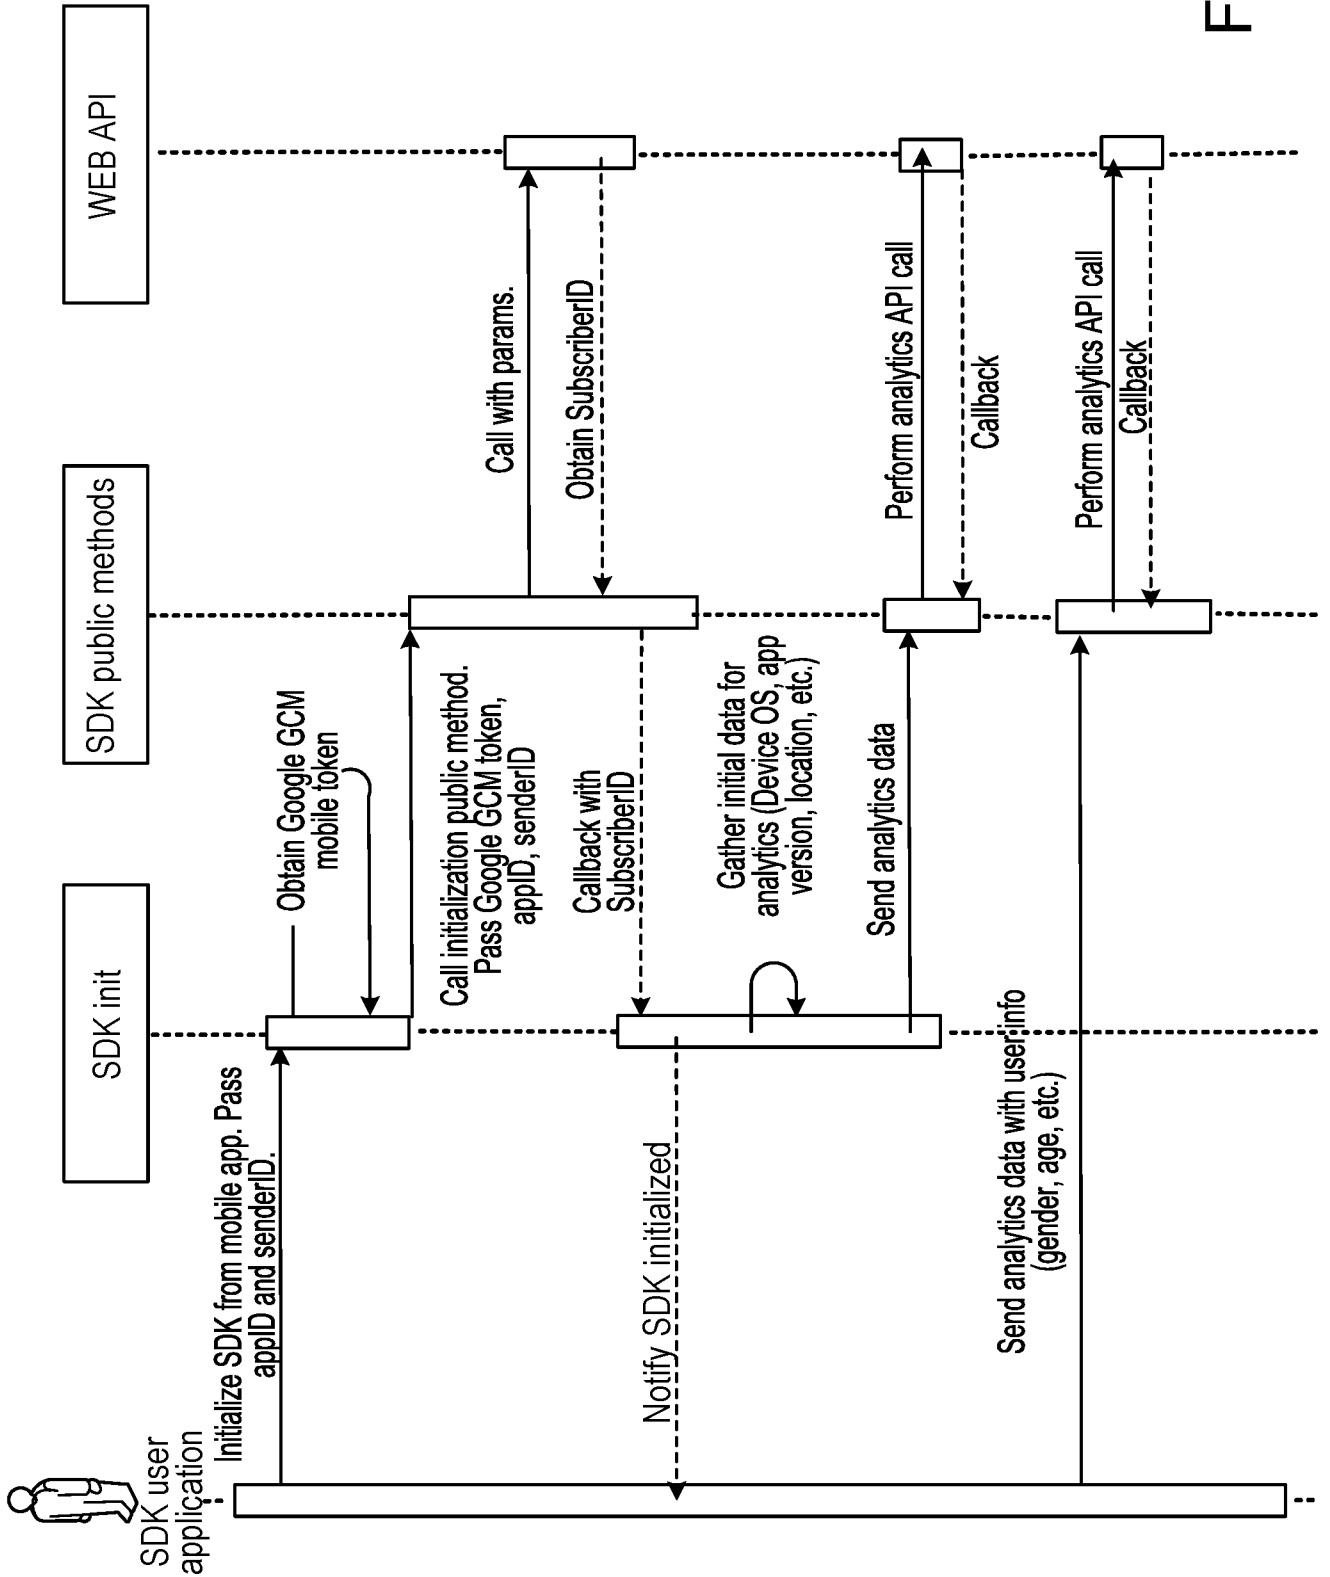 SDK user
application
SDK init
SDK public methods
WEB API
Initialize SDK from mobile app. Pass
appID and senderID.
Obtain Google GCM
mobile token
Call initialization public method.
Pass Google GCM token,
appID, senderID
Call with params.
Obtain SubscriberID
Callback with
SubscriberID
Notify SDK initialized
Gather initial data for
analytics (Device OS, app
version, location, etc.)
Send analytics data
Perform analytics API call
Callback
Send analytics data with user info
(gender, age, etc.)
Perform analytics API call
Callback
F